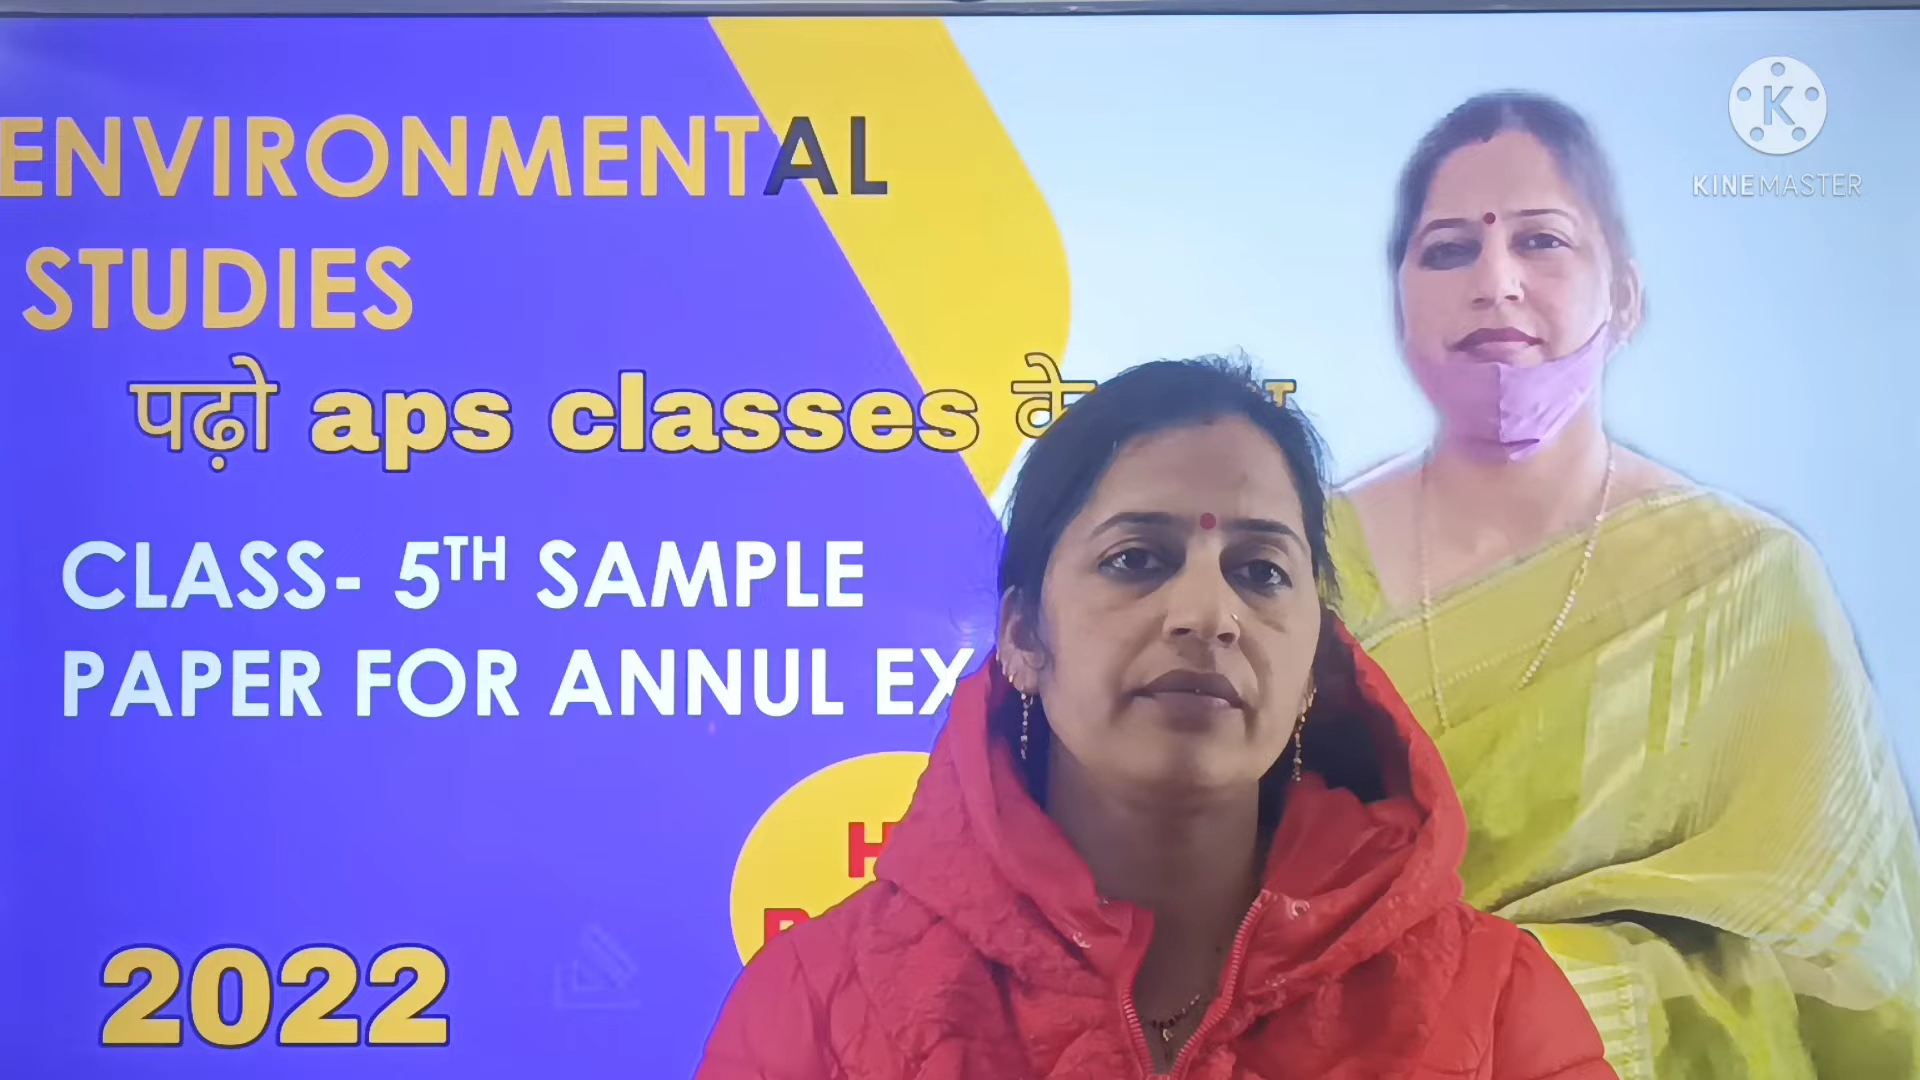 ENVIRONMENTAL
STUDIES
पढ़ो aps classes के
CLASS- 5TH SAMPLE
PAPER FOR ANNUL EX
2022
K
KINEMASTER